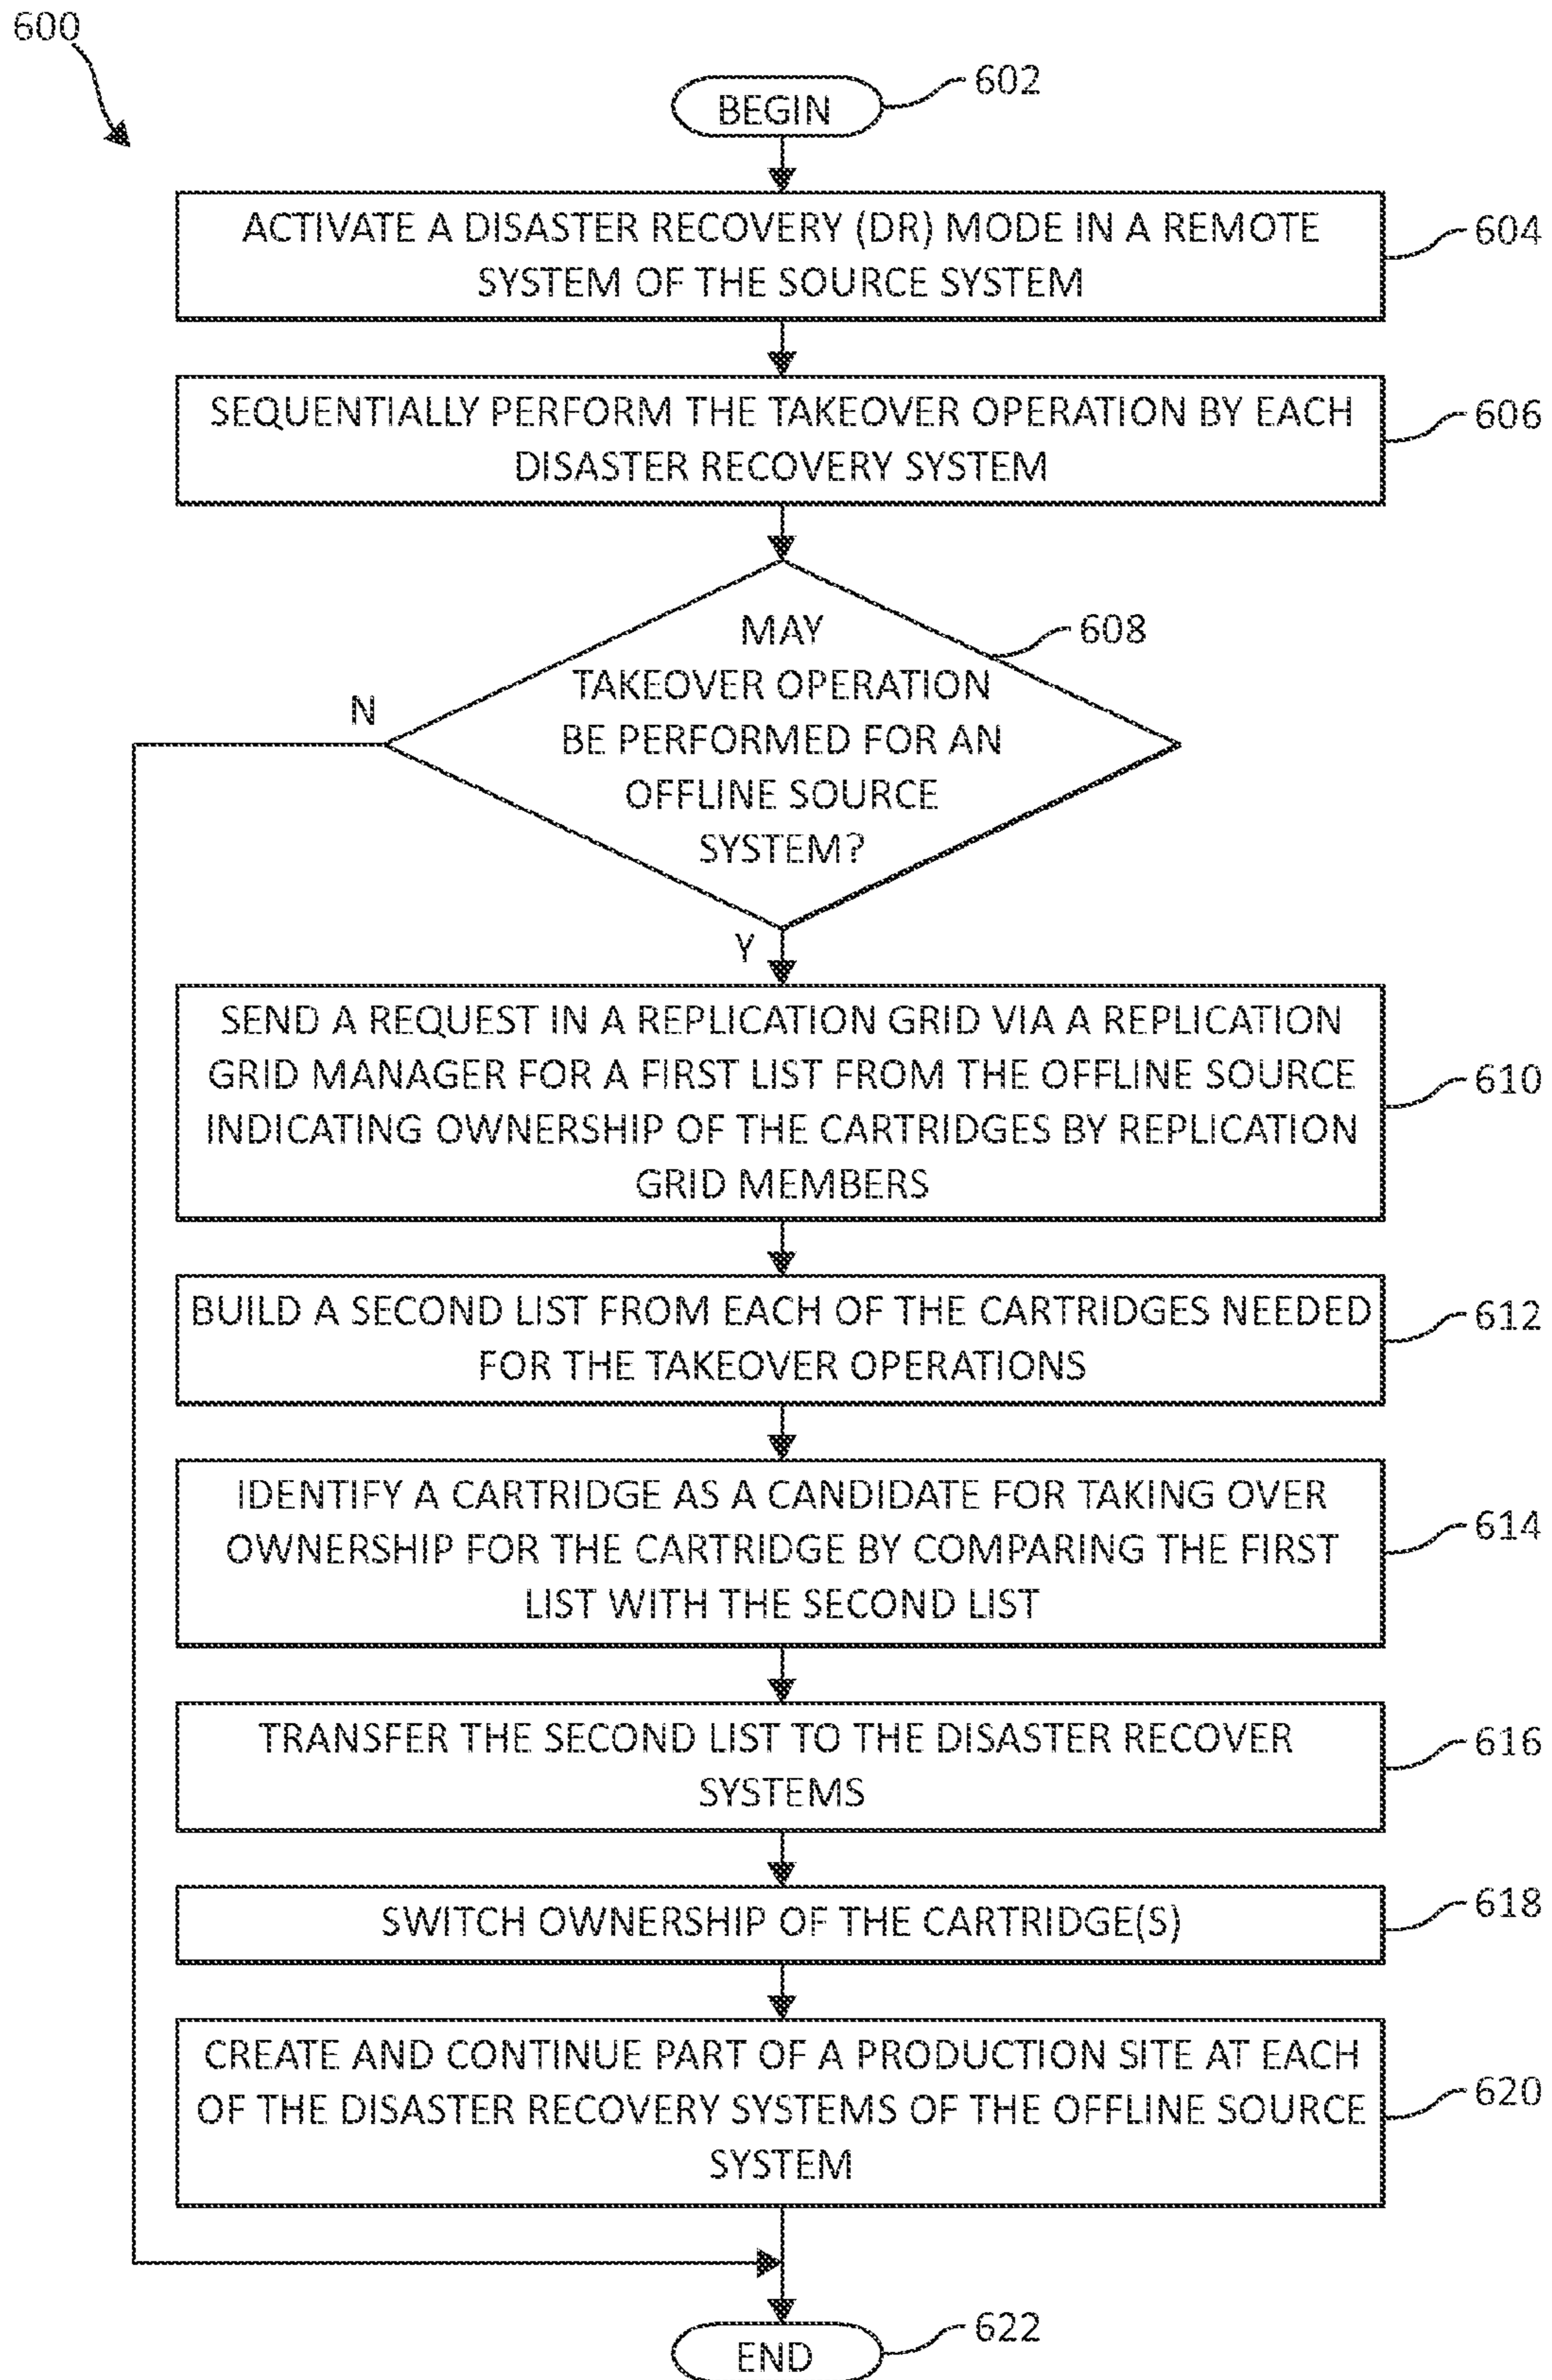 600
BEGIN
602
ACTIVATE A DISASTER RECOVERY (DR) MODE IN A REMOTE
SYSTEM OF THE SOURCE SYSTEM
604
SEQUENTIALLY PERFORM THE TAKEOVER OPERATION BY EACH
DISASTER RECOVERY SYSTEM
606
MAY
TAKEOVER OPERATION
BE PERFORMED FOR AN
OFFLINE SOURCE
SYSTEM?
608
N
Y
SEND A REQUEST IN A REPLICATION GRID VIA A REPLICATION
GRID MANAGER FOR A FIRST LIST FROM THE OFFLINE SOURCE
INDICATING OWNERSHIP OF THE CARTRIDGES BY REPLICATION
GRID MEMBERS
610
BUILD A SECOND LIST FROM EACH OF THE CARTRIDGES NEEDED
FOR THE TAKEOVER OPERATIONS
612
IDENTIFY A CARTRIDGE AS A CANDIDATE FOR TAKING OVER
OWNERSHIP FOR THE CARTRIDGE BY COMPARING THE FIRST
LIST WITH THE SECOND LIST
614
TRANSFER THE SECOND LIST TO THE DISASTER RECOVER
SYSTEMS
616
SWITCH OWNERSHIP OF THE CARTRIDGE(S)
618
CREATE AND CONTINUE PART OF A PRODUCTION SITE AT EACH
OF THE DISASTER RECOVERY SYSTEMS OF THE OFFLINE SOURCE
SYSTEM
620
END
622